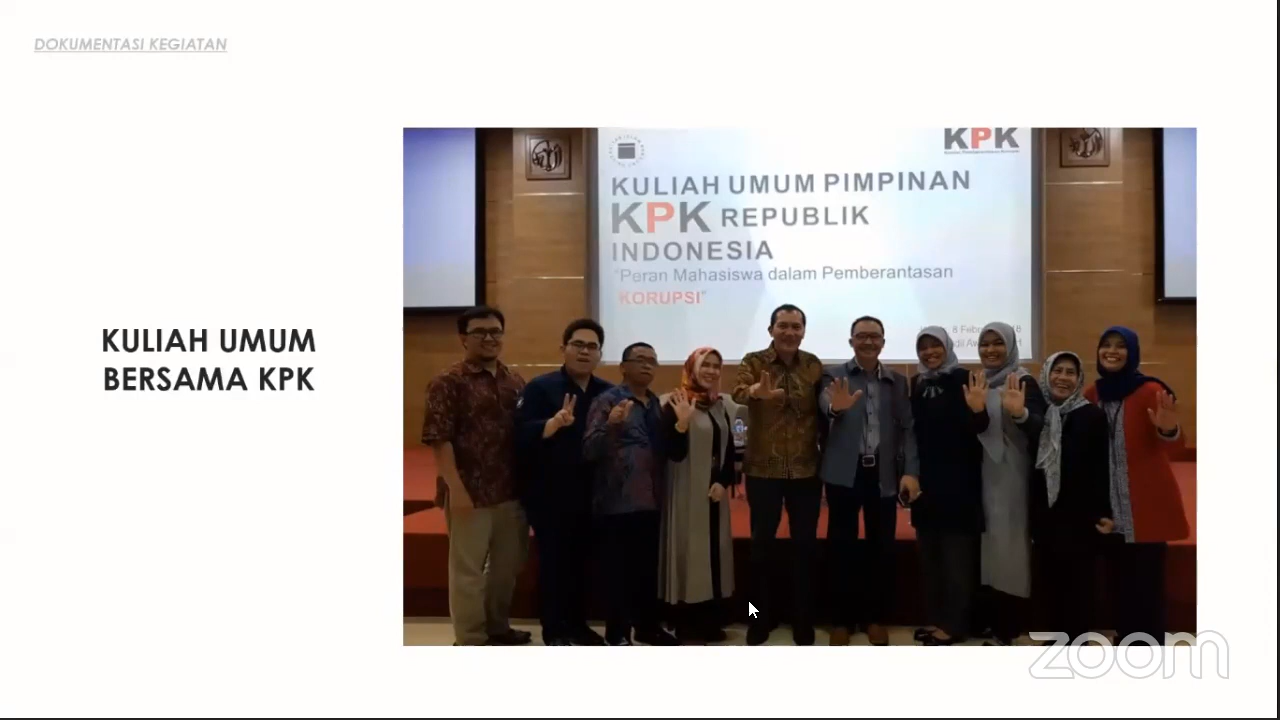 DOKUMENTASI KEGIATAN
KPK
KULIAH UMUM PIMPINAN
KPK REPUBLIK
INDONESIA
"Peran Mahasiswa dalam Pemberantasan
KORUPSI"
8
KULIAH UMUM
BERSAMA KPK
zoom